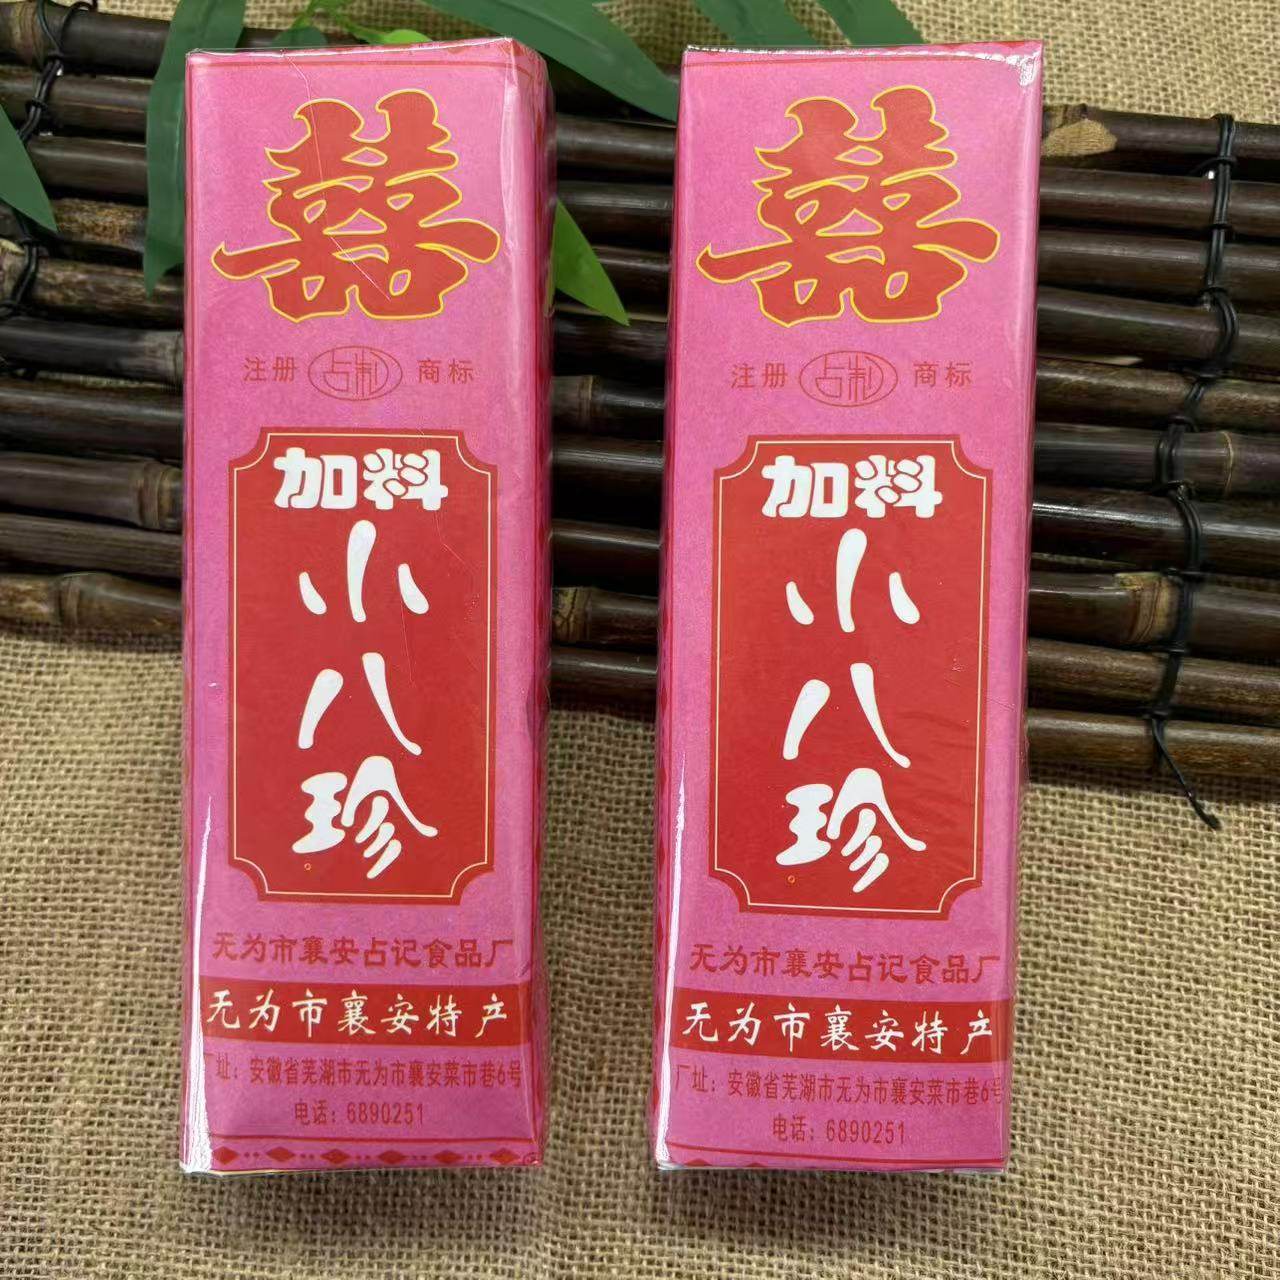 囍
注册 占制 商标
加料
小八珍
无为市襄安占记食品厂
无为市襄安特产
厂址：安徽省芜湖市无为市襄安菜市巷6号
电话：6890251
囍
注册 占制 商标
加料
小八珍
无为市襄安占记食品厂
无为市襄安特产
厂址：安徽省芜湖市无为市襄安菜市巷6号
电话：6890251